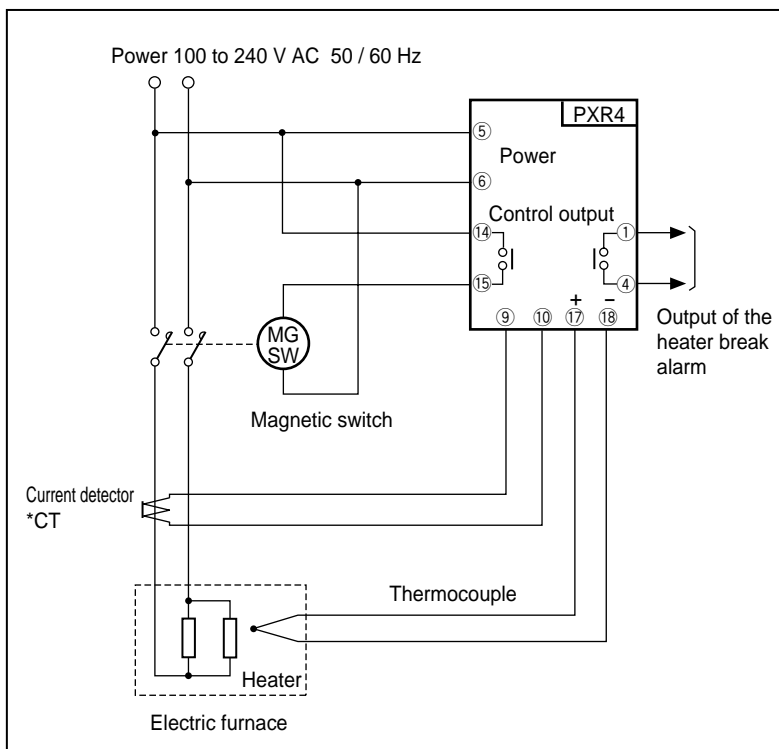 Power 100 to 240 V AC 50 / 60 Hz
PXR4
⑤
Power
⑥
Control output
⑭
①
⑮
④
+ −
⑨ ⑩ ⑰ ⑱
MG
SW
Output of the
heater break
alarm
Magnetic switch
Current detector
*CT
Thermocouple
Heater
Electric furnace